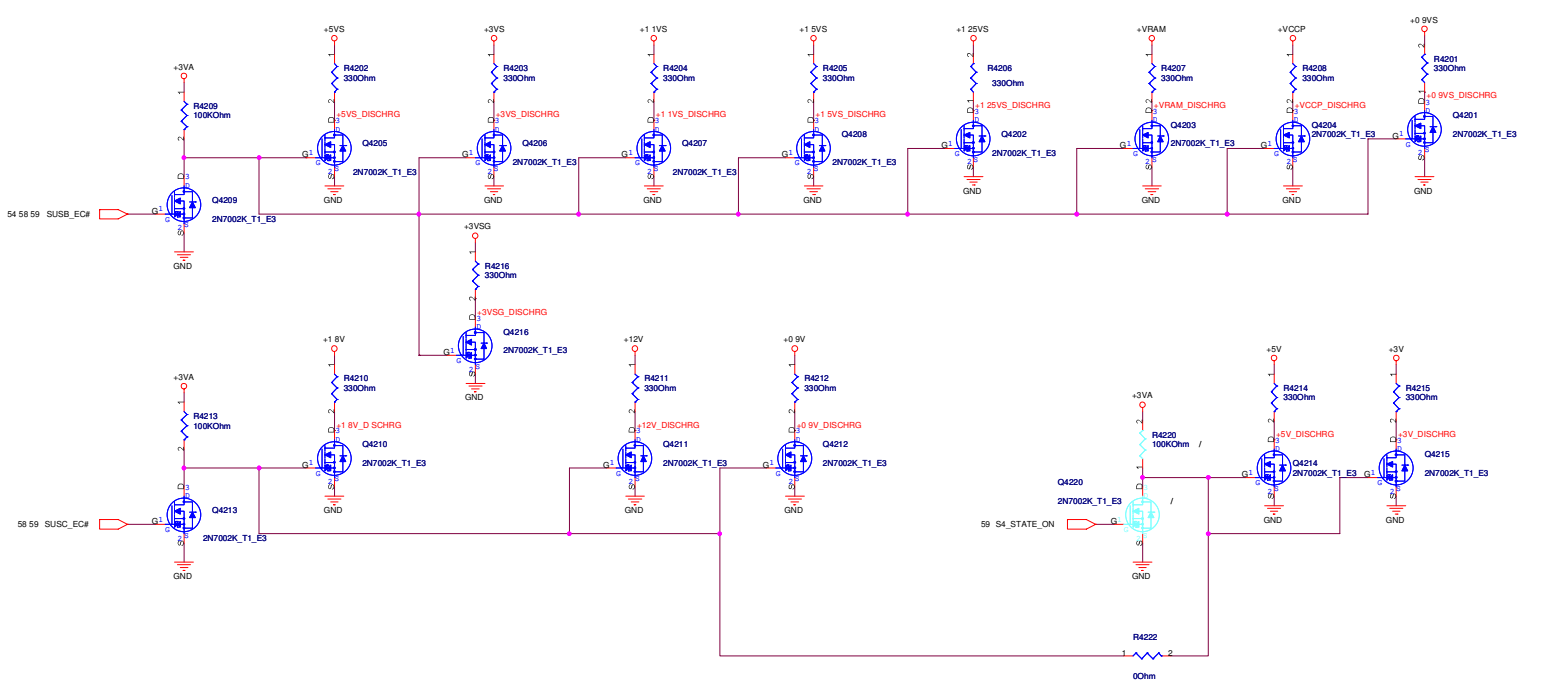 +5VS
+3VS
+1 1VS
+1 5VS
+1 25VS
+VRAM
+VCCP
+0 9VS
+3VA
R4202
330Ohm
R4203
330Ohm
R4204
330Ohm
R4205
330Ohm
R4206
330Ohm
R4207
330Ohm
R4208
330Ohm
R4201
330Ohm
R4209
100KOhm
+5VS_DISCHRG
+3VS_DISCHRG
+1 1VS_DISCHRG
+1 5VS_DISCHRG
+1 25VS_DISCHRG
+VRAM_DISCHRG
+VCCP_DISCHRG
+0 9VS_DISCHRG
Q4205
2N7002K_T1_E3
GND
Q4206
2N7002K_T1_E3
GND
Q4207
2N7002K_T1_E3
GND
Q4208
2N7002K_T1_E3
GND
Q4202
2N7002K_T1_E3
GND
Q4203
2N7002K_T1_E3
GND
Q4204
2N7002K_T1_E3
GND
Q4201
2N7002K_T1_E3
GND
54 58 59 SUSB_EC#
Q4209
2N7002K_T1_E3
GND
+3VSG
R4216
330Ohm
+3VSG_DISCHRG
Q4216
2N7002K_T1_E3
GND
+1 8V
+12V
+0 9V
+5V
+3V
+3VA
R4210
330Ohm
R4211
330Ohm
R4212
330Ohm
R4214
330Ohm
R4215
330Ohm
R4213
100KOhm
+3VA
R4220
100KOhm /
+1 8V_D SCHRG
+12V_DISCHRG
+0 9V_DISCHRG
+5V_DISCHRG
+3V_DISCHRG
Q4210
2N7002K_T1_E3
GND
Q4211
2N7002K_T1_E3
GND
Q4212
2N7002K_T1_E3
GND
Q4214
2N7002K_T1_E3
GND
Q4215
2N7002K_T1_E3
GND
Q4220
2N7002K_T1_E3 /
59 S4_STATE_ON
GND
58 59 SUSC_EC#
Q4213
2N7002K_T1_E3
GND
R4222
1 2
0Ohm